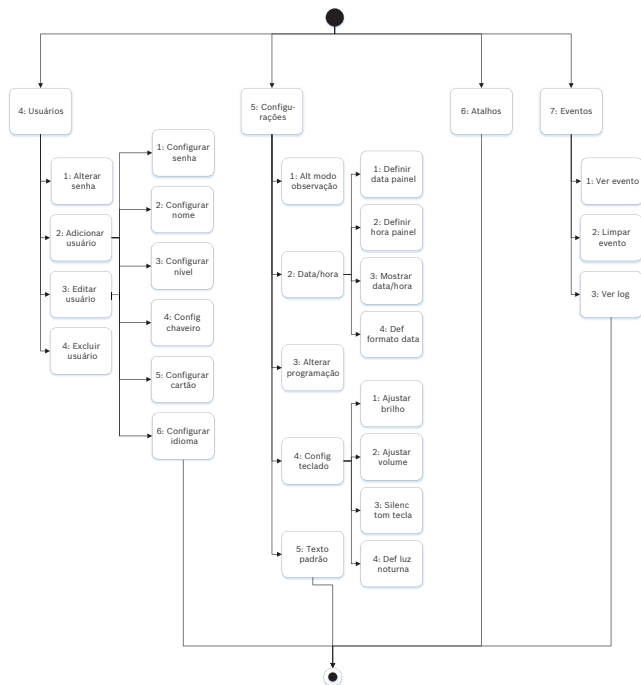 4: Usuários
1: Alterar
senha
2: Adicionar
usuário
3: Editar
usuário
4: Excluir
usuário
1: Configurar
senha
2: Configurar
nome
3: Configurar
nível
4: Config
chaveiro
5: Configurar
cartão
6: Configurar
idioma
5: Configu-
rações
1: Alt modo
observação
2: Data/hora
3: Alterar
programação
4: Config
teclado
5: Texto
padrão
1: Definir
data painel
2: Definir
hora painel
3: Mostrar
data/hora
4: Def
formato data
1: Ajustar
brilho
2: Ajustar
volume
3: Silenc
tom tecla
4: Def luz
noturna
6: Atalhos
7: Eventos
1: Ver evento
2: Limpar
evento
3: Ver log